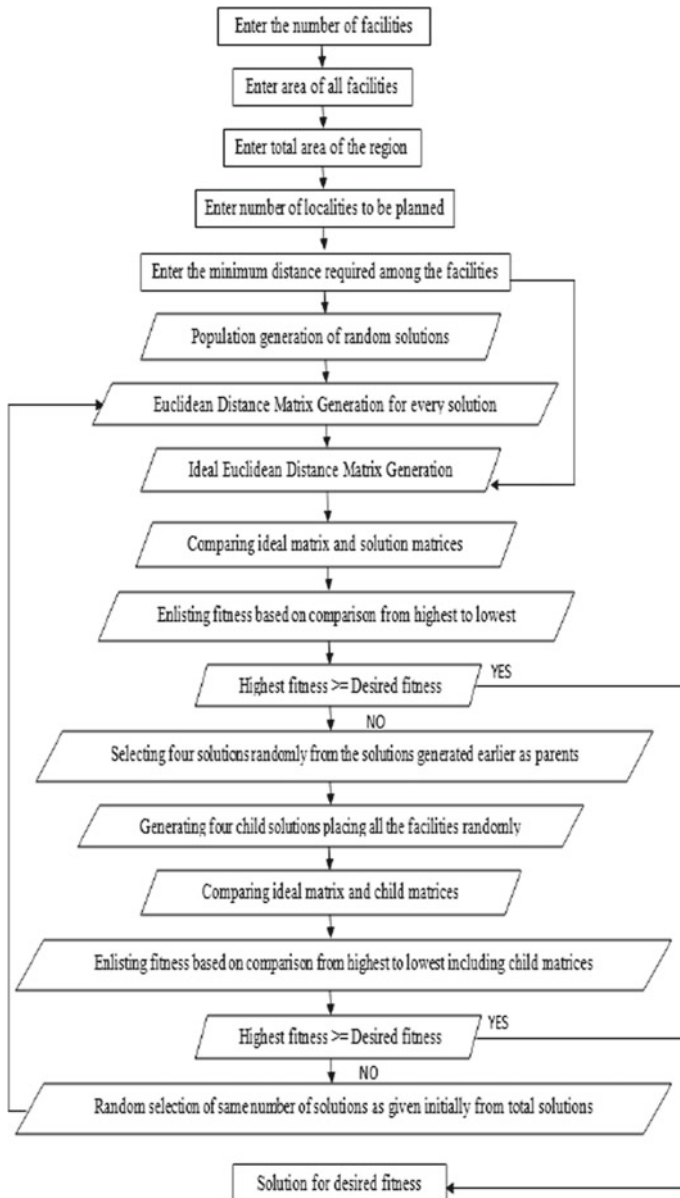 Enter the number of facilities
Enter area of all facilities
Enter total area of the region
Enter number of localities to be planned
Enter the minimum distance required among the facilities
Population generation of random solutions
Euclidean Distance Matrix Generation for every solution
Ideal Euclidean Distance Matrix Generation
Comparing ideal matrix and solution matrices
Enlisting fitness based on comparison from highest to lowest
Highest fitness >= Desired fitness
YES
NO
Selecting four solutions randomly from the solutions generated earlier as parents
Generating four child solutions placing all the facilities randomly
Comparing ideal matrix and child matrices
Enlisting fitness based on comparison from highest to lowest including child matrices
Highest fitness >= Desired fitness
YES
NO
Random selection of same number of solutions as given initially from total solutions
Solution for desired fitness